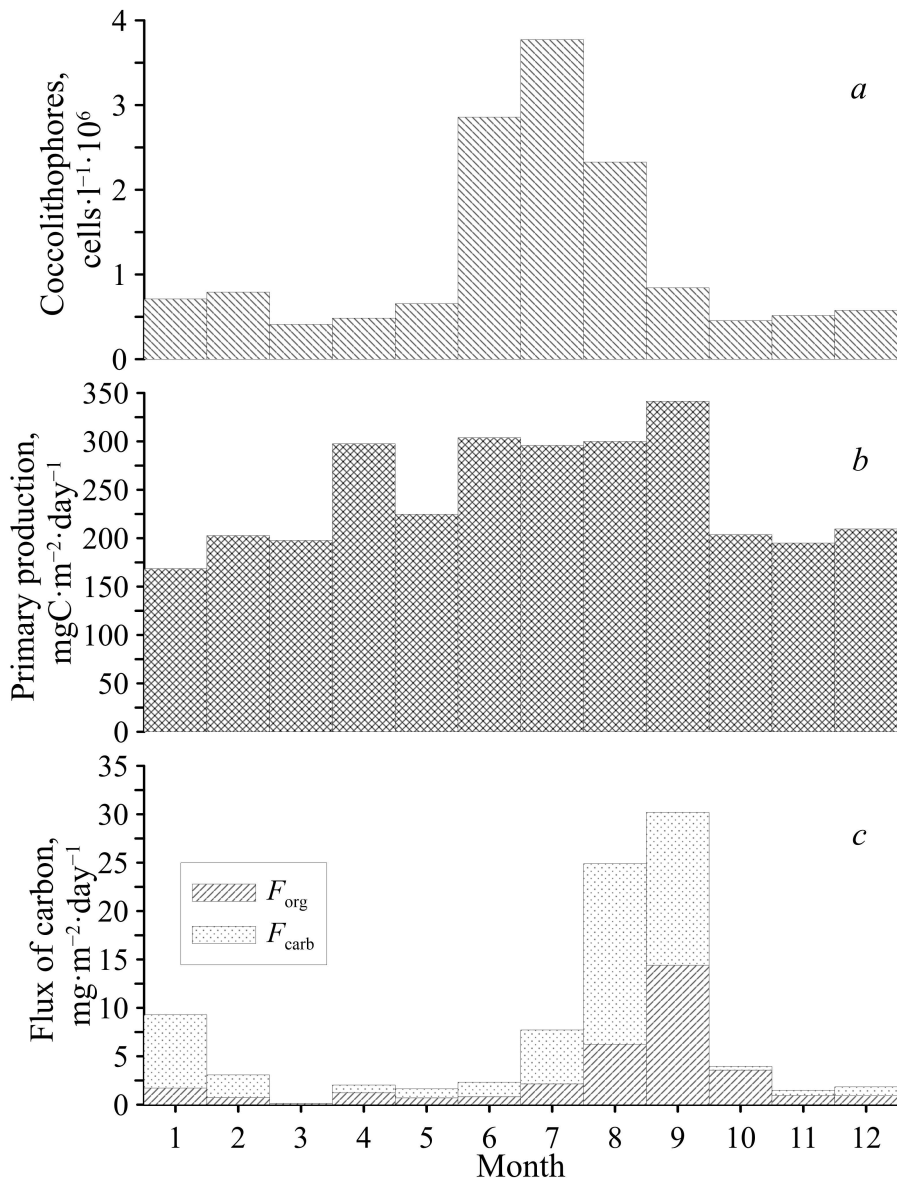 4
3
2
1
0
Coccolithophores,
cells·l⁻¹·10⁶
a
350
300
250
200
150
100
50
0
Primary production,
mgC·m⁻²·day⁻¹
b
35
30
25
20
15
10
5
0
Flux of carbon,
mg·m⁻²·day⁻¹
c
F org
F carb
1 2 3 4 5 6 7 8 9 10 11 12
Month